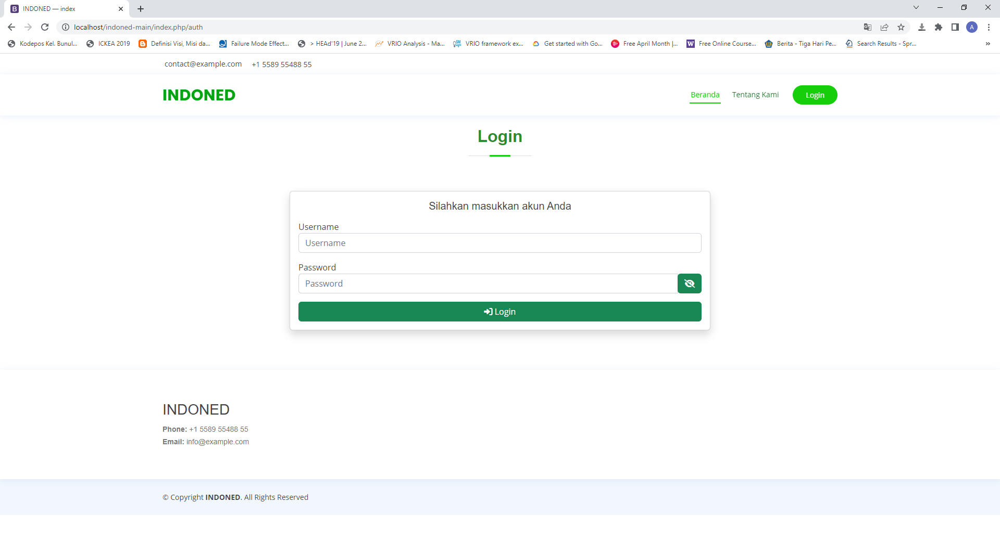 INDONED — index
localhost/indoned-main/index.php/auth
A
Kodepos Kel. Bunul... ICKEA 2019 Definisi Visi, Misi da... Failure Mode Effect... > HEAd'19 | June 2... VRIO Analysis - Ma... VRIO framework ex... Get started with Go... Free April Month |... Free Online Course... Berita - Tiga Hari Pe... Search Results - Spr... »
contact@example.com +1 5589 55488 55
INDONED Beranda Tentang Kami Login
Login
Silahkan masukkan akun Anda
Username
Username
Password
Password
Login
INDONED
Phone: +1 5589 55488 55
Email: info@example.com
© Copyright INDONED. All Rights Reserved